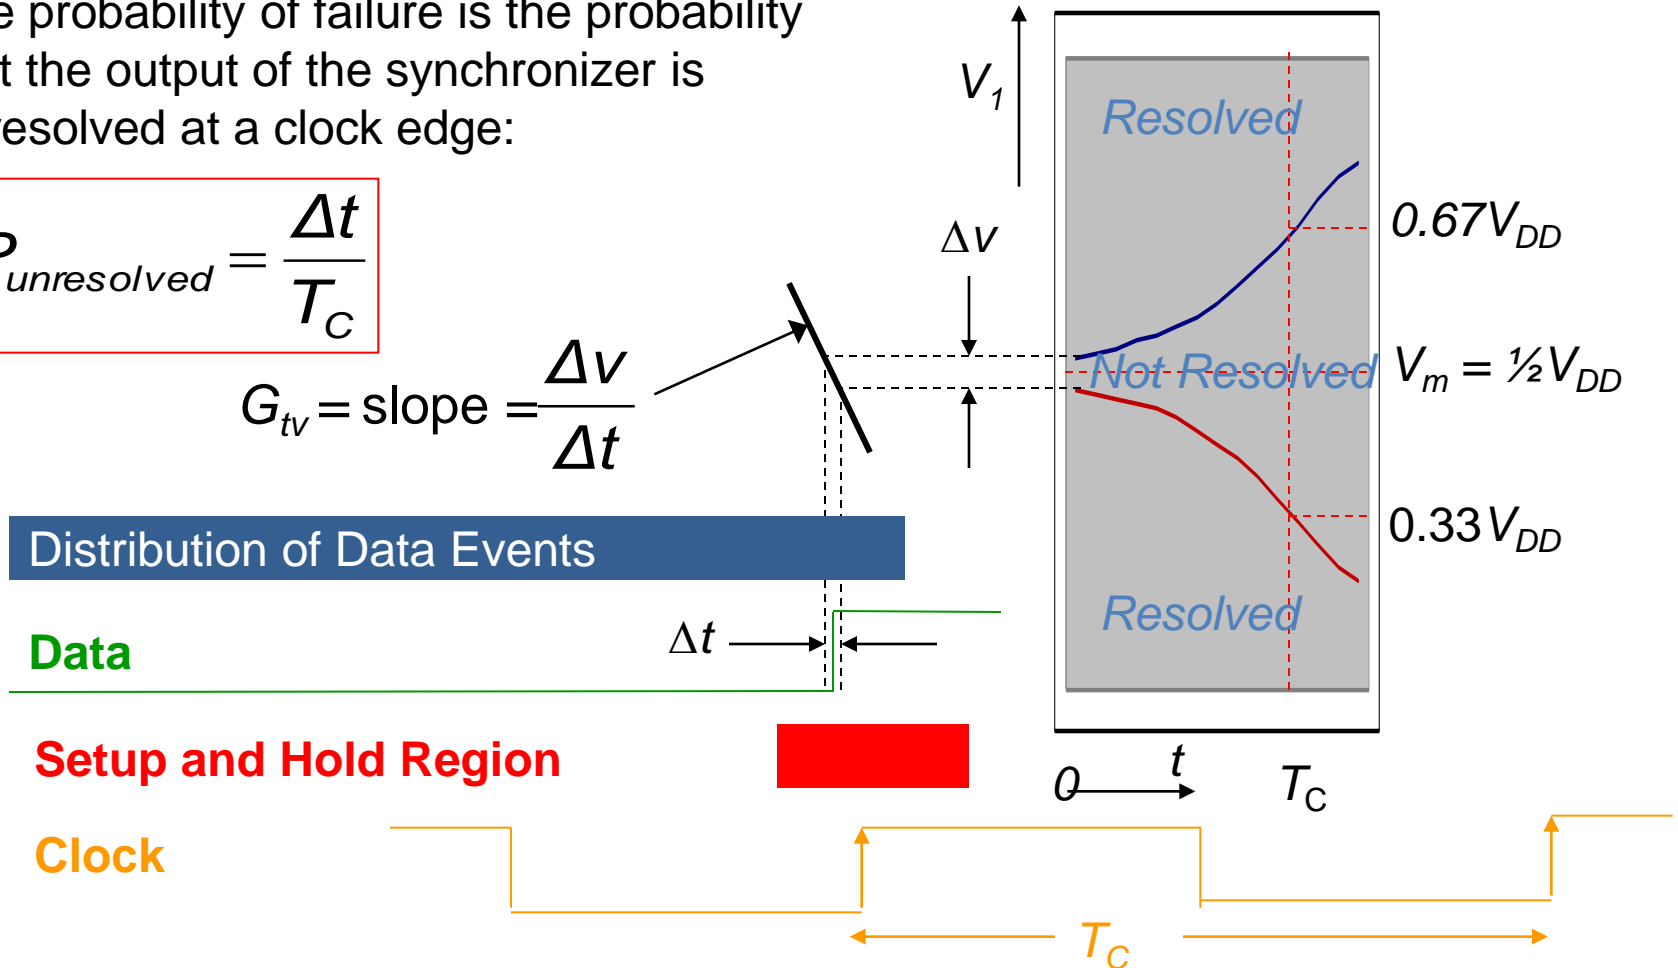 e probability of failure is the probability
t the output of the synchronizer is
resolved at a clock edge:
P unresolved = Δt / T_C
G_tv = slope = Δv / Δt
Distribution of Data Events
Data
Δt
Setup and Hold Region
Clock
T_C
V_1
Δv
Resolved
0.67V_DD
Not Resolved
V_m = ½V_DD
0.33V_DD
Resolved
0
t
T_C